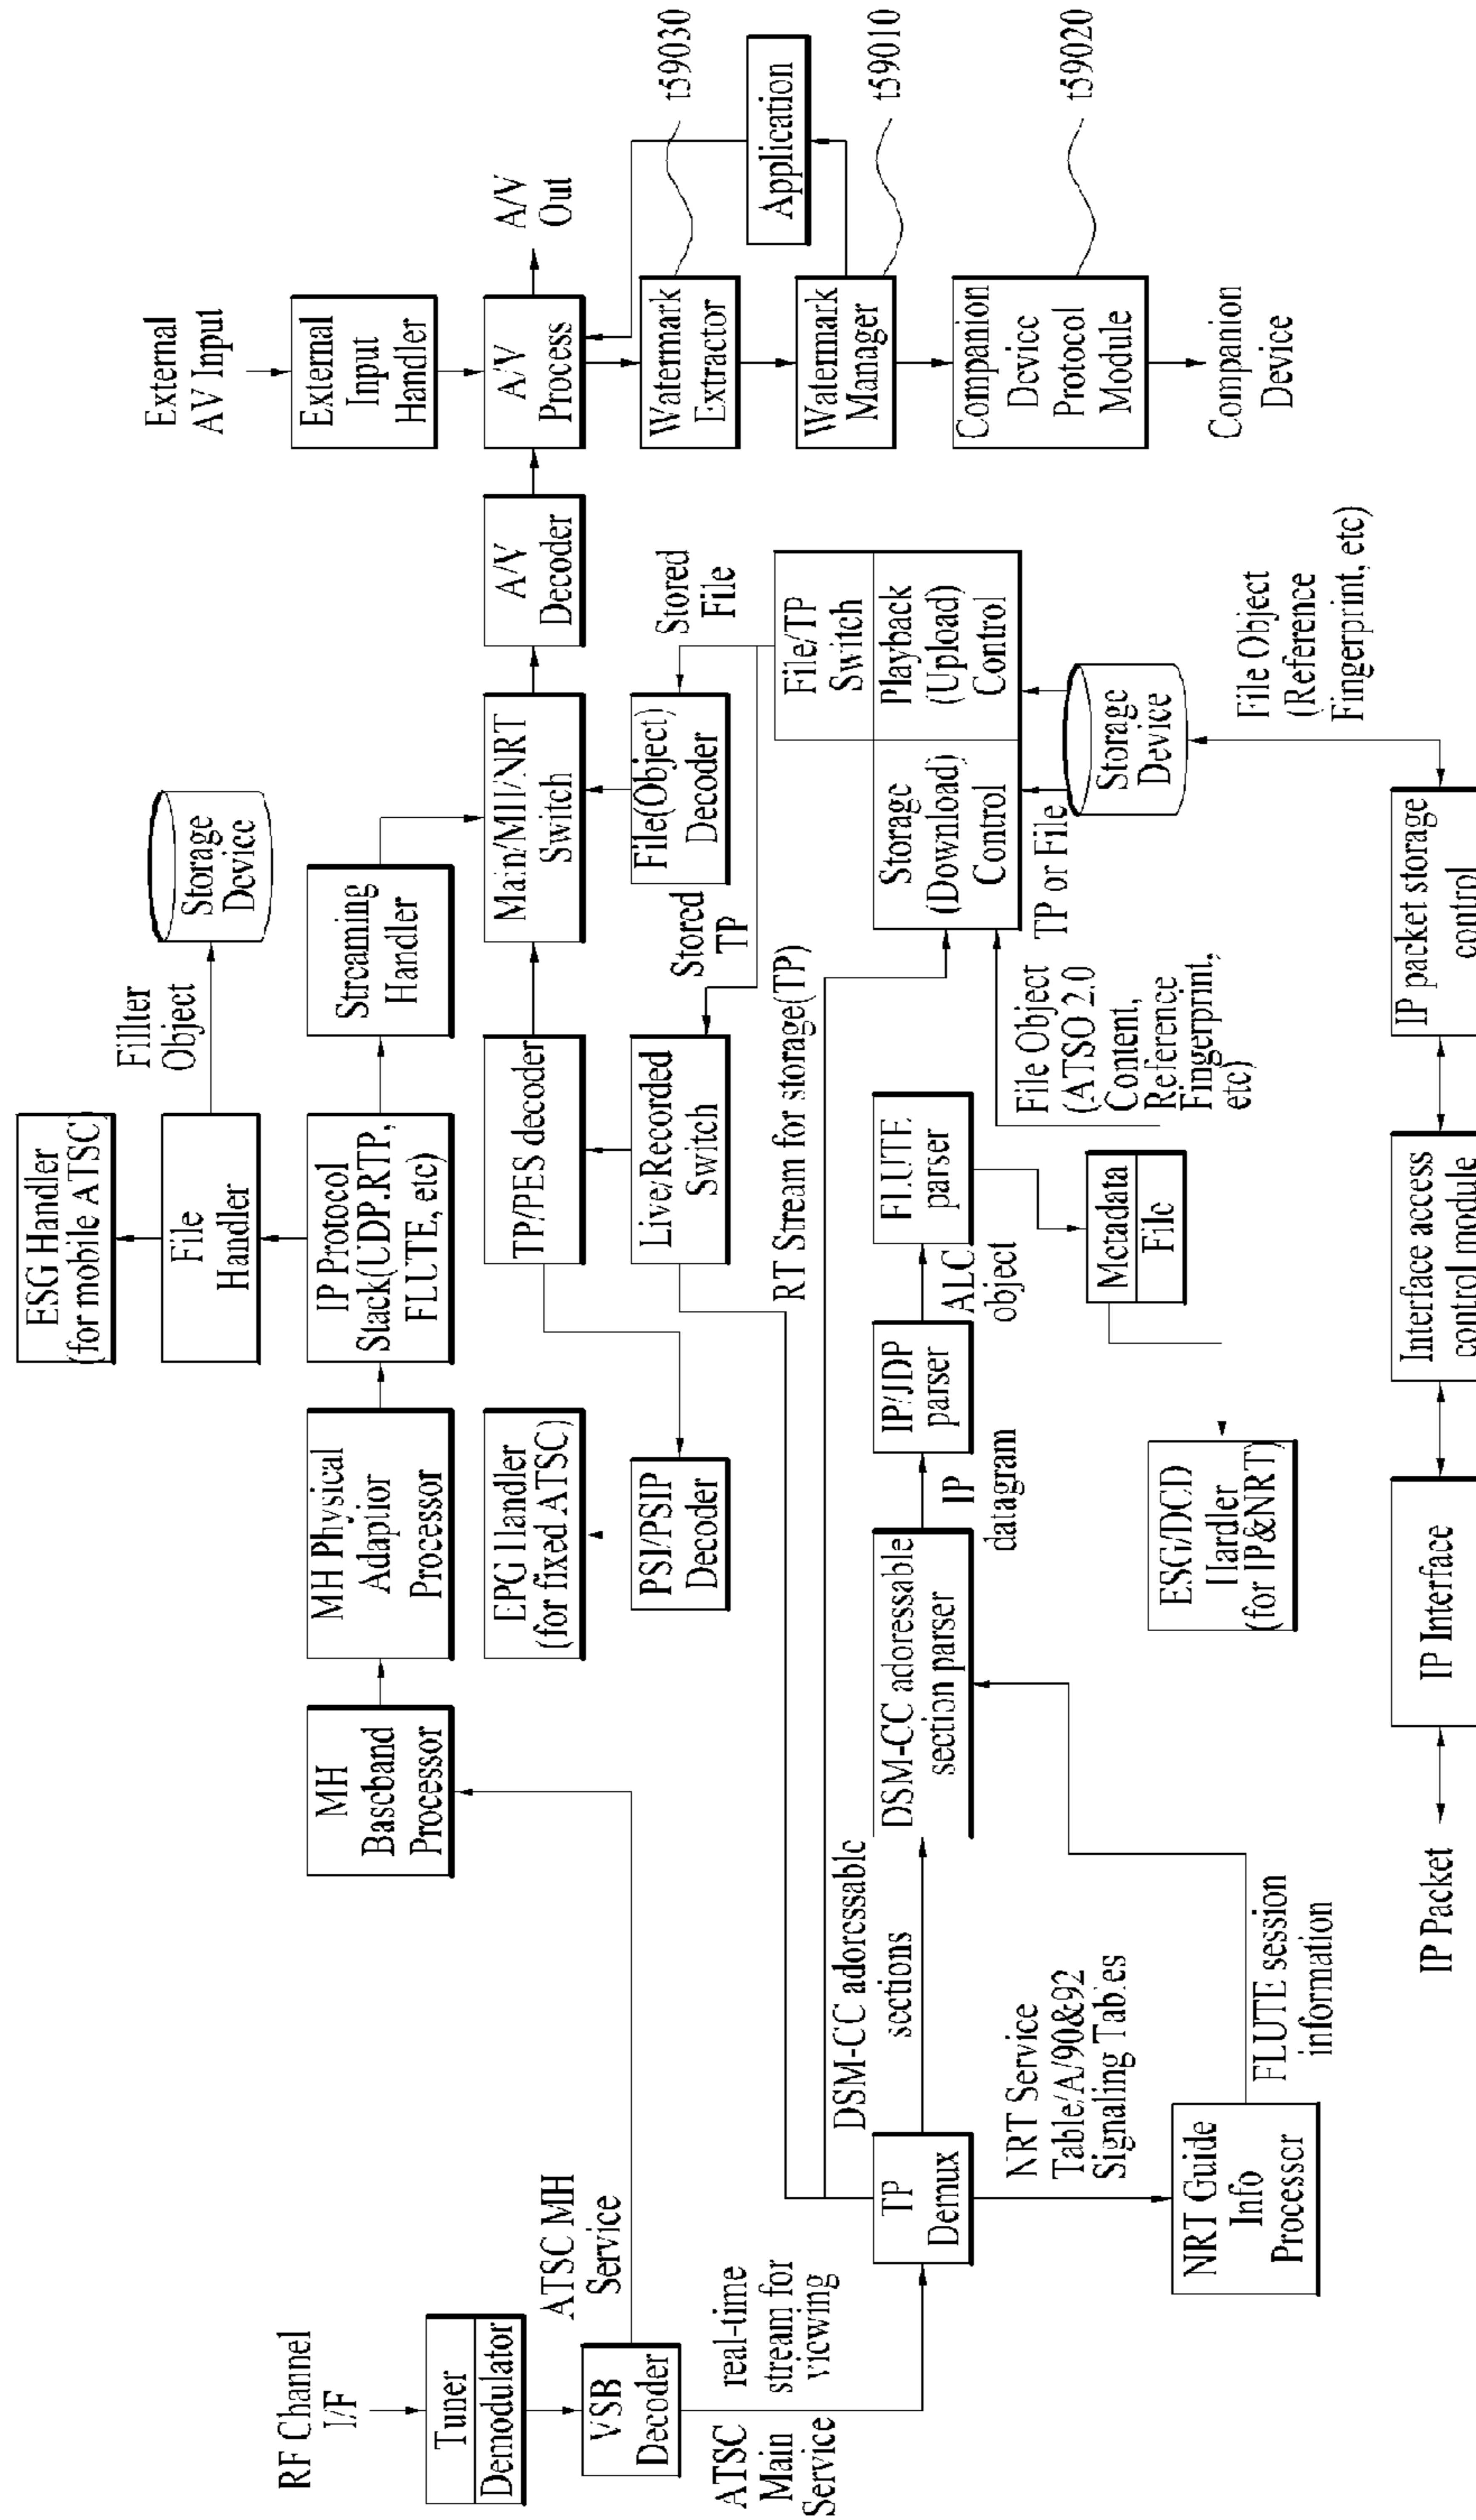 RF Channel
I/F
Tuner
Demodulator
VSB
Decoder
ATSC MH
Service
ATSC
Main
Service
real-time
stream for
viewing
TP
Demux
NRT Service
Table/A/90&92
Signaling Tables
NRT Guide
Info
Processor
FLUTE session
information
DSM-CC adoressable
sections
DSM-CC adoressable
section parser
IP
datagram
IP/JDP
parser
ALC
object
FLUTE
parser
Metadata
File
ESG/DCD
Handler
(for IP&NRT)
MH
Baseband
Processor
MH Physical
Adaptior
Processor
IP Protocol
Stack(UDP.RTP,
FLUTE, etc)
File
Handler
ESG Handler
(for mobile ATSC)
Fillter
Object
Storage
Device
Streaming
Handler
EPG Handler
(for fixed ATSC)
PSI/PSIP
Decoder
TP/PES decoder
Live/Recorded
Switch
RT Stream for storage(TP)
Main/MH/NRT
Switch
File(Object)
Decoder
Stored
TP
Stored
File
File/TP
Switch
Storage
(Download)
Control
Playback
(Upload)
Control
TP or File
Storage
Device
File Object
(ATSO 2.0
Content,
Reference
Fingerprint,
etc)
File Object
(Reference
Fingerprint, etc)
A/V
Decoder
External
AV Input
External
Input
Handler
A/V
Process
A/V
Out
Watermark
Extractor
t59030
Watermark
Manager
t59010
Application
Companion
Device
Protocol
Module
t59020
Companion
Device
IP Packet
IP Interface
Interface access
control module
IP packet storage
control